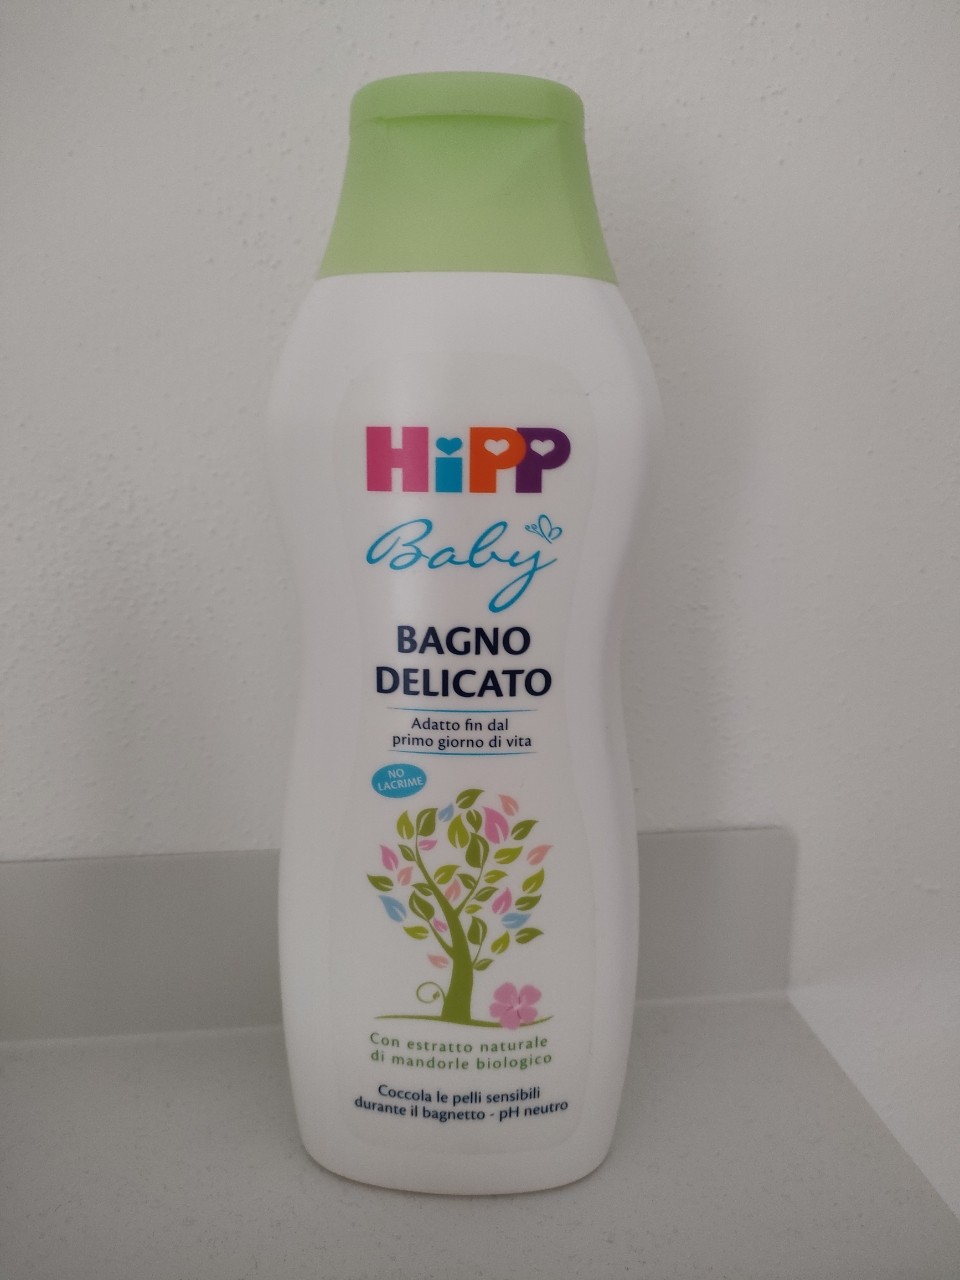 HiPP
Baby
BAGNO
DELICATO
Adatto fin dal
primo giorno di vita
NO
LACRIME
Con estratto naturale
di mandorle biologico
Coccola le pelli sensibili
durante il bagnetto - pH neutro